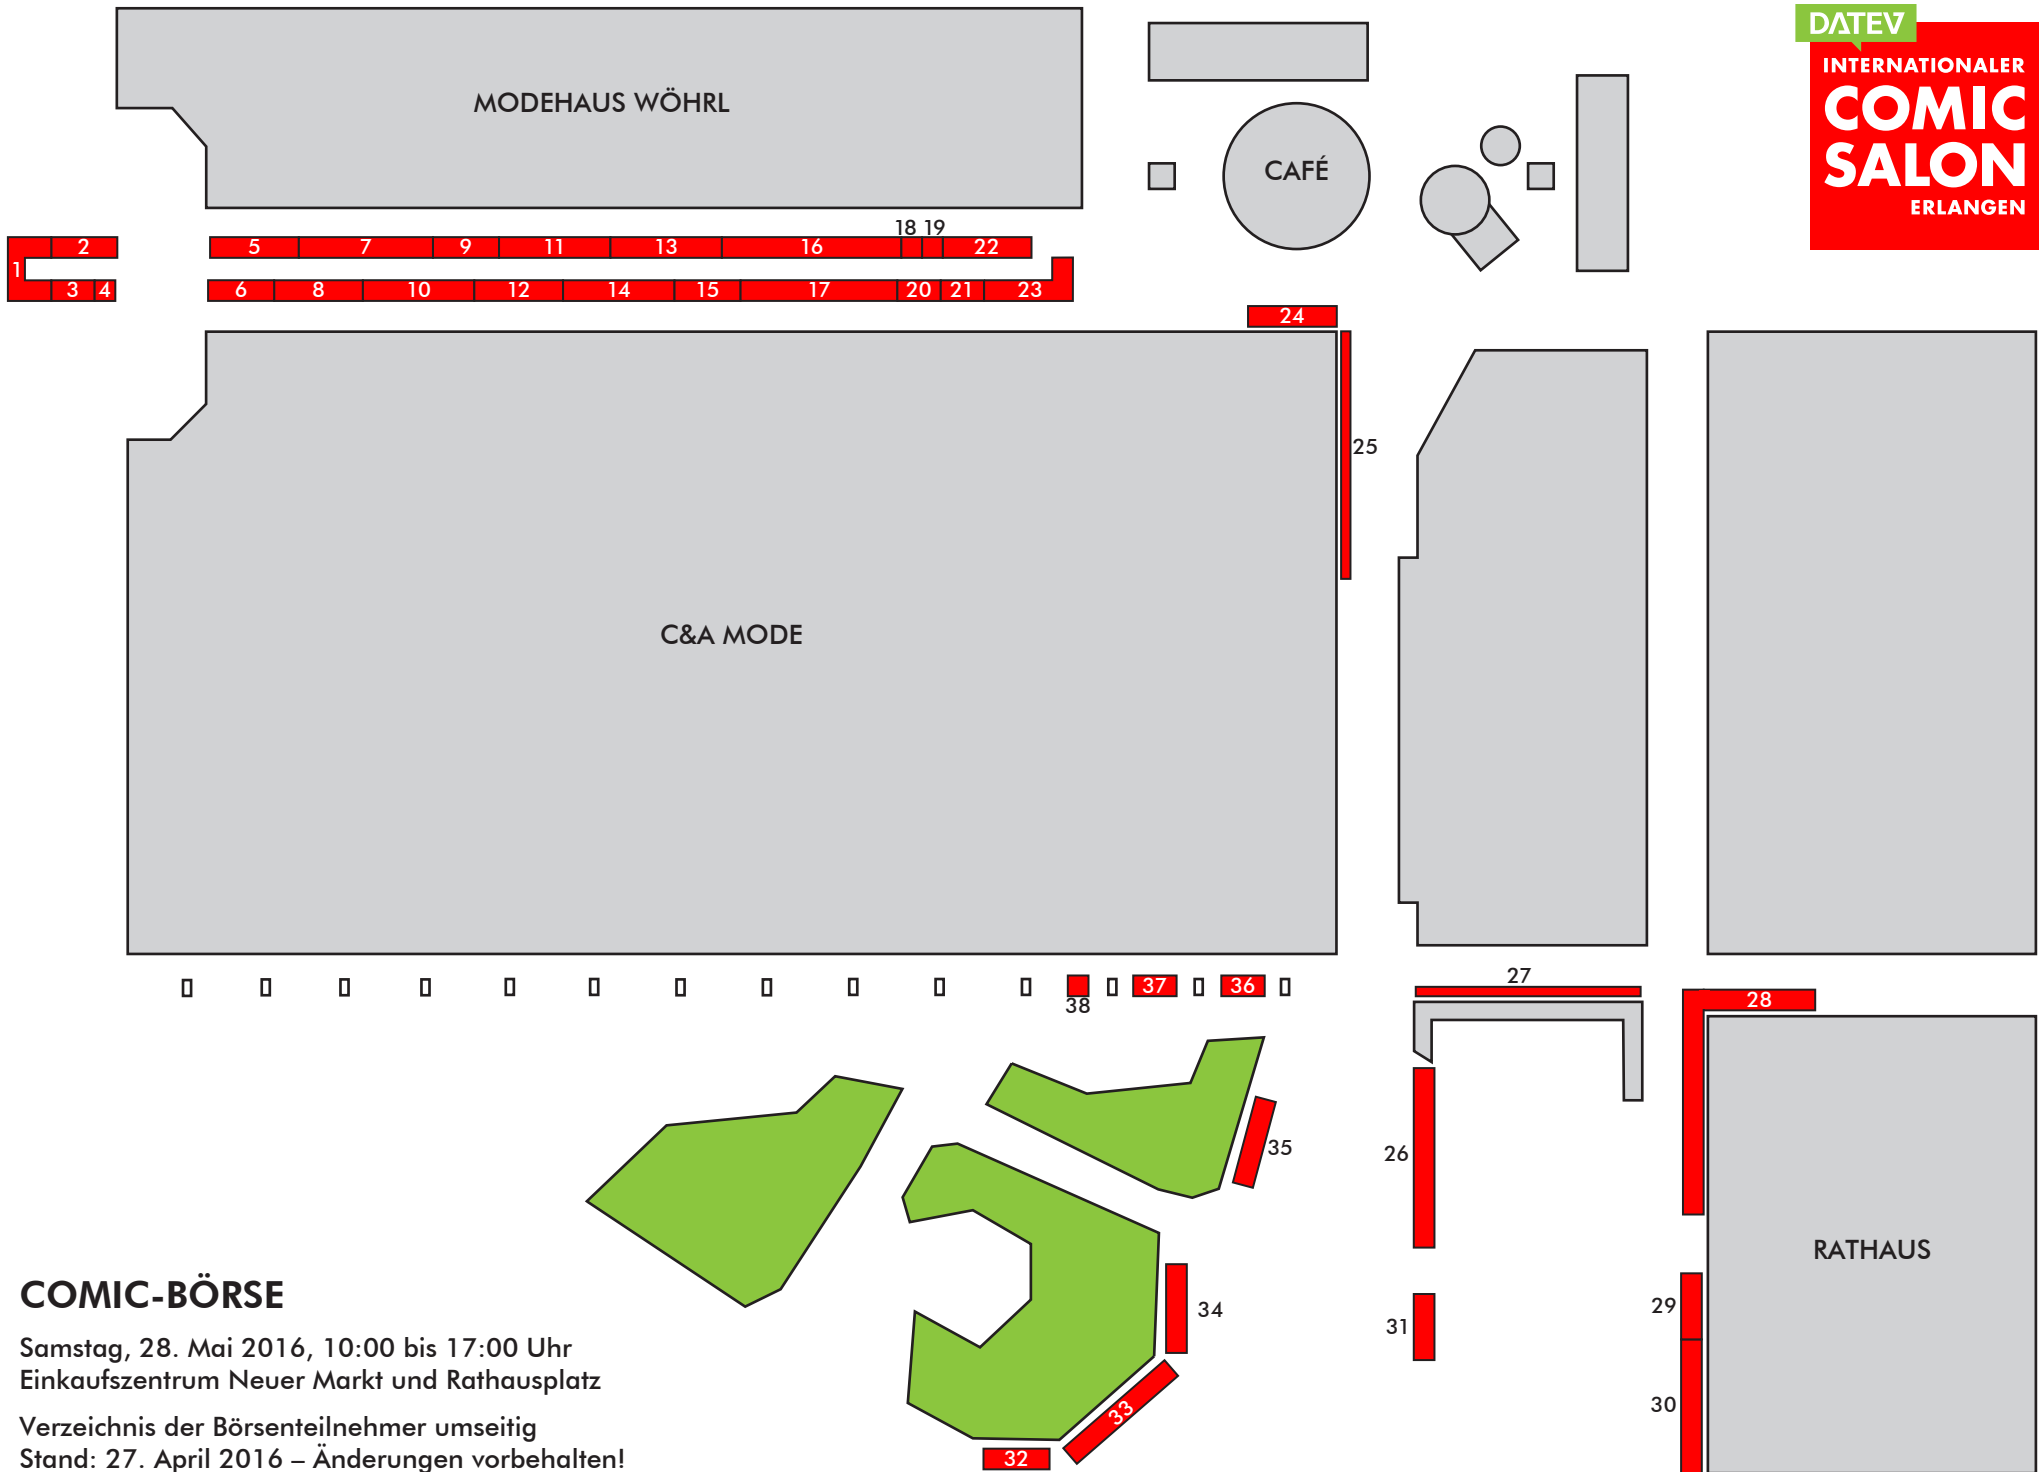 DATEV
INTERNATIONALER
COMIC
SALON
ERLANGEN
MODEHAUS WÖHRL
CAFÉ
18 19
2 5 7 9 11 13 16 22
1
3 4 6 8 10 12 14 15 17 20 21 23
24
25
C&A MODE
27
38 37 36
28
26
35
RATHAUS
34
31
29
30
33
32
COMIC-BÖRSE
Samstag, 28. Mai 2016, 10:00 bis 17:00 Uhr
Einkaufszentrum Neuer Markt und Rathausplatz
Verzeichnis der Börsenteilnehmer umseitig
Stand: 27. April 2016 – Änderungen vorbehalten!